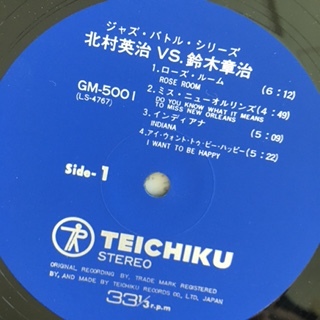 ジャズ・バトル・シリーズ
北村英治 VS. 鈴木章治
1.ローズ・ルーム (6:12)
ROSE ROOM
2.ミス・ニューオルリンズ (4:49)
DO YOU KNOW WHAT IT MEANS
TO MISS NEW ORLEANS
3.インディアナ (5:09)
INDIANA
4.アイ・ウォント・トゥ・ビー・ハッピー (5:22)
I WANT TO BE HAPPY
GM-5001
(LS-4767)
Side-1
TEICHIKU
STEREO
ORIGINAL RECORDING BY, TRADE MARK REGISTERED
BY, AND MADE BY TEICHIKU RECORDS CO., LTD. JAPAN
33⅓ r.p.m